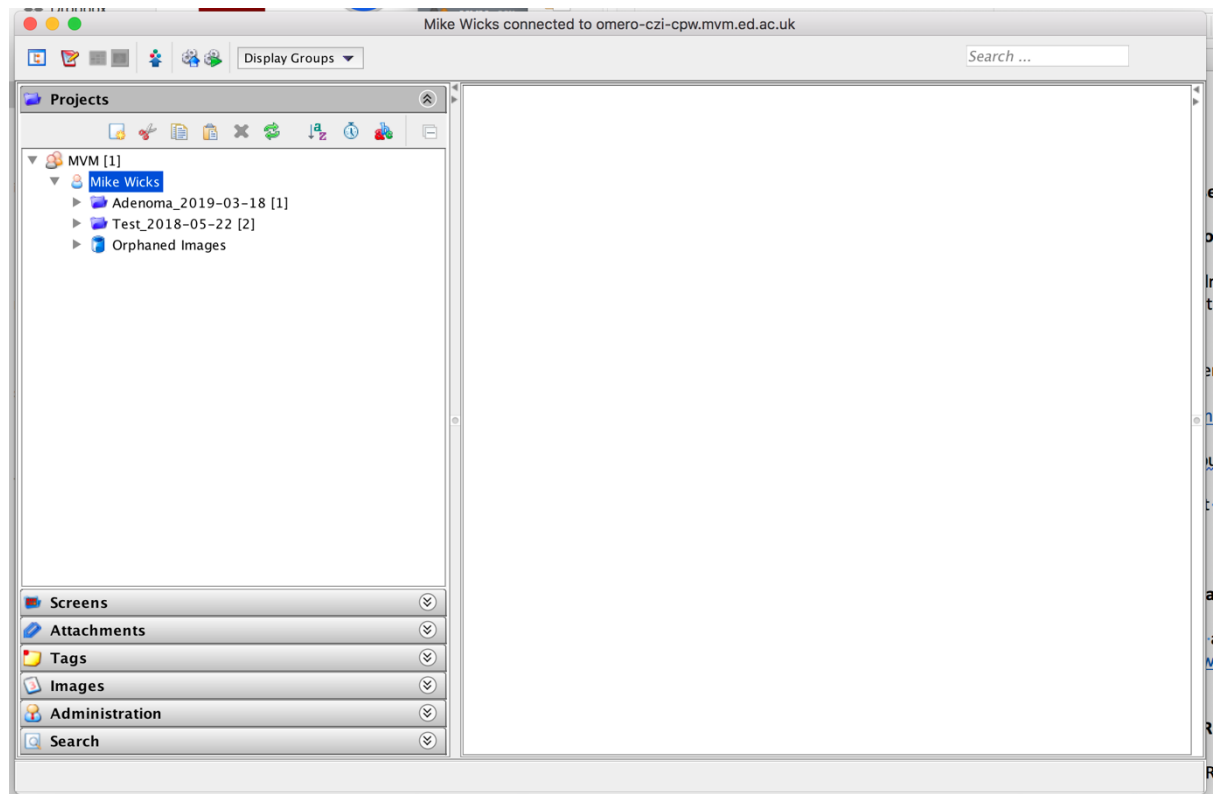 Mike Wicks connected to omero-czi-cpw.mvm.ed.ac.uk
Display Groups
Search ...
Projects
MVM [1]
Mike Wicks
Adenoma_2019-03-18 [1]
Test_2018-05-22 [2]
Orphaned Images
Screens
Attachments
Tags
Images
Administration
Search